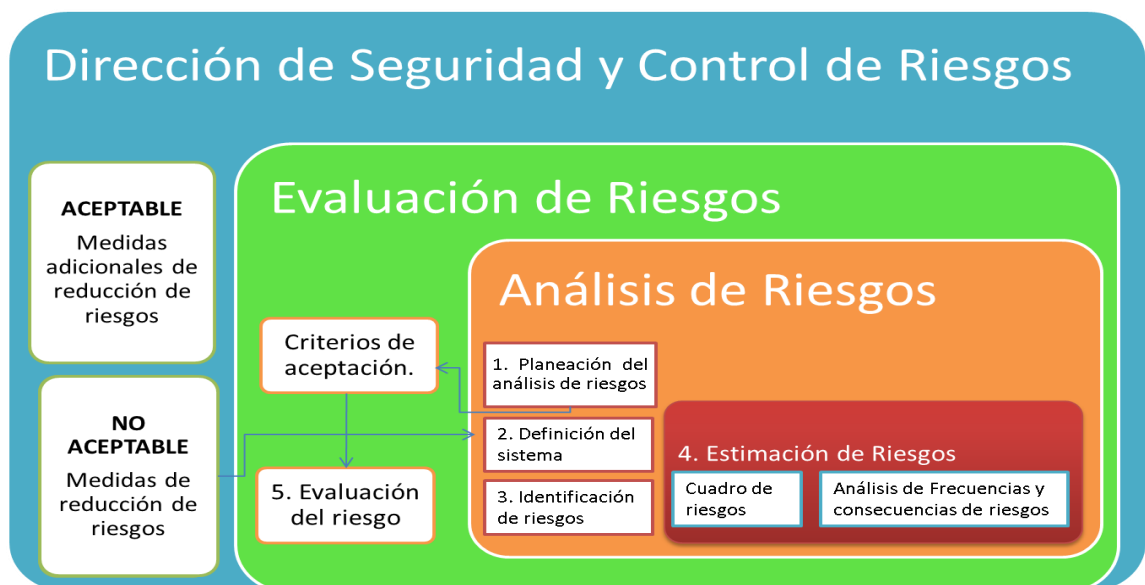 Dirección de Seguridad y Control de Riesgos
ACEPTABLE
Medidas
adicionales de
reducción de
riesgos
NO
ACEPTABLE
Medidas de
reducción de
riesgos
Evaluación de Riesgos
Criterios de
aceptación.
5. Evaluación
del riesgo
Análisis de Riesgos
1. Planeación del
análisis de riesgos
2. Definición del
sistema
3. Identificación
de riesgos
4. Estimación de Riesgos
Cuadro de
riesgos
Análisis de Frecuencias y
consecuencias de riesgos